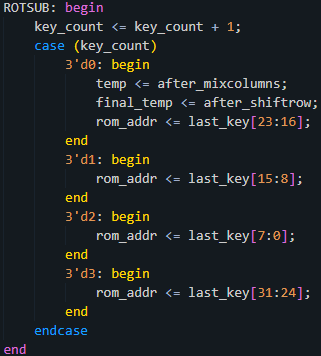 ROTSUB: begin
    key_count <= key_count + 1;
    case (key_count)
        3'd0: begin
            temp <= after_mixcolumns;
            final_temp <= after_shiftrow;
            rom_addr <= last_key[23:16];
        end
        3'd1: begin
            rom_addr <= last_key[15:8];
        end
        3'd2: begin
            rom_addr <= last_key[7:0];
        end
        3'd3: begin
            rom_addr <= last_key[31:24];
        end
    endcase
end